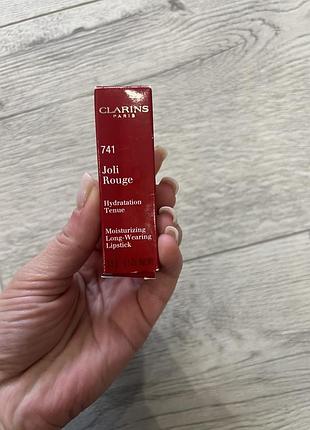 CLARINS
PARIS
741
Joli
Rouge
Hydratation
Tenue
Moisturizing
Long-Wearing
Lipstick